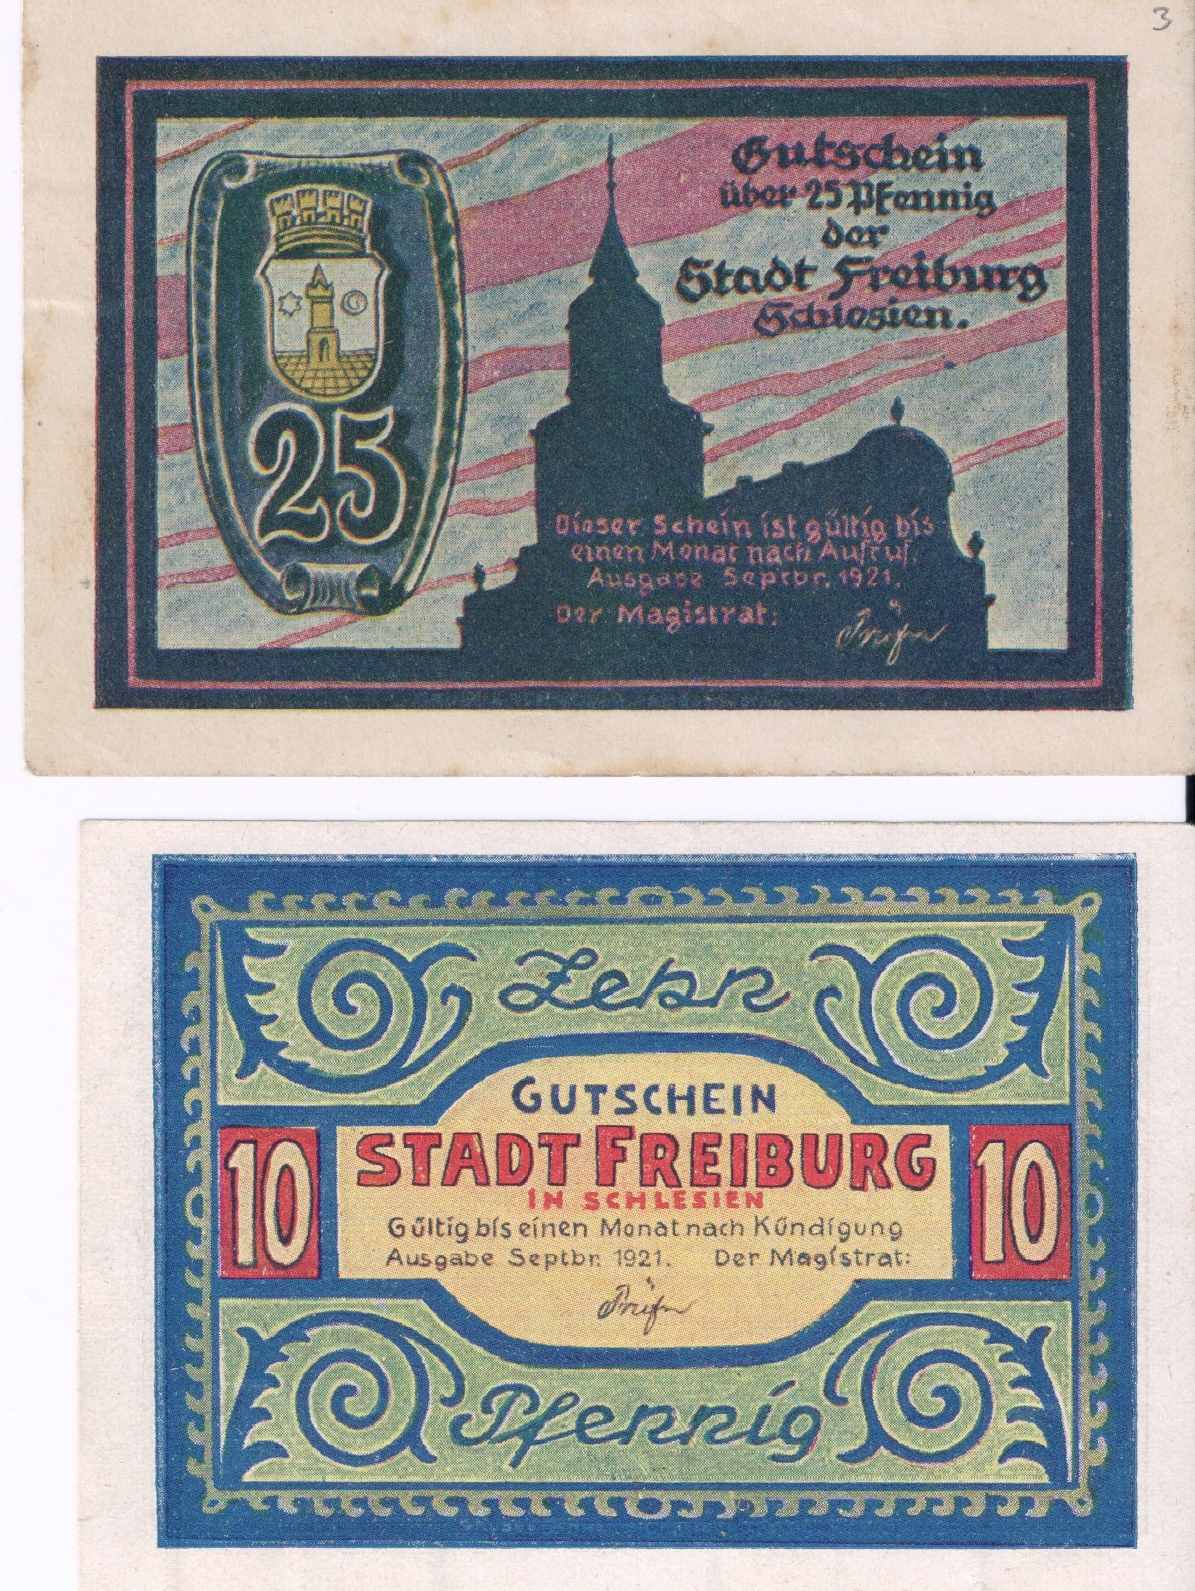 3
Gutschein
über 25 Pfennig
der
Stadt Freiburg
Schlesien.
25
Dieser Schein ist gültig bis
einen Monat nach Aufruf.
Ausgabe Septbr. 1921.
Der Magistrat:
Zehn
GUTSCHEIN
10 STADT FREIBURG 10
IN SCHLESIEN
Gültig bis einen Monat nach Kündigung
Ausgabe Septbr. 1921. Der Magistrat:
Pfennig